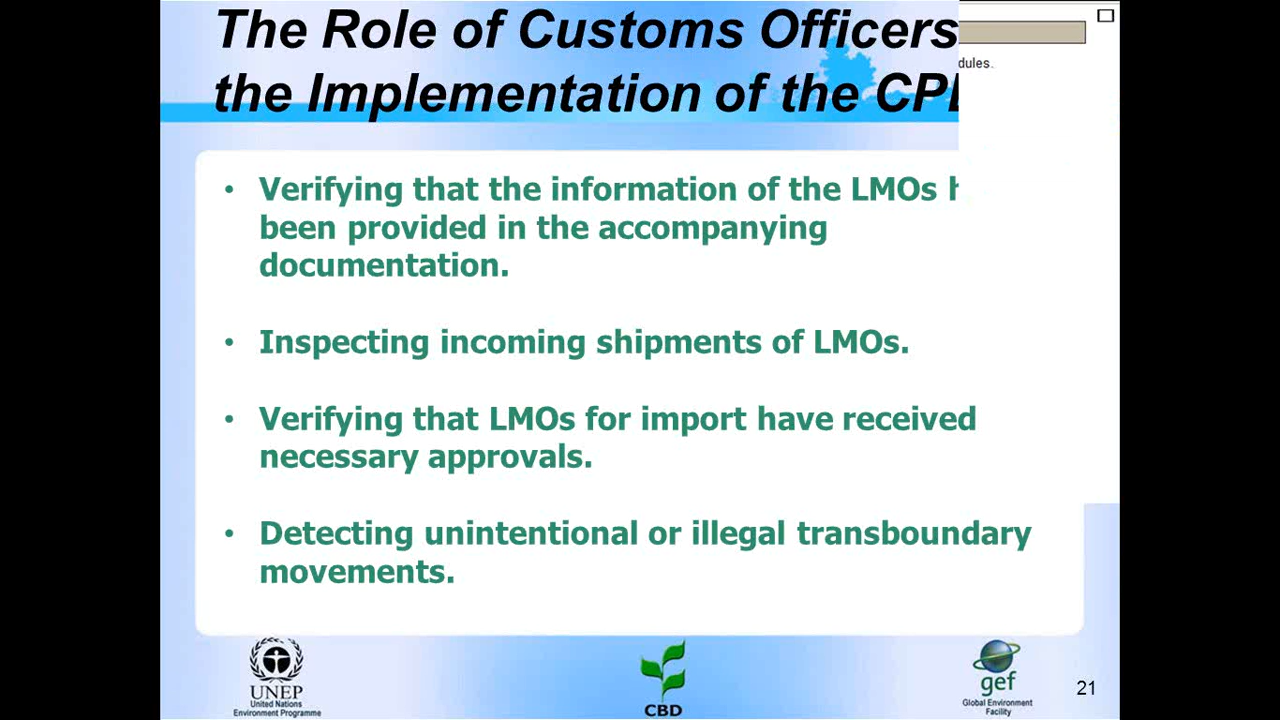 The Role of Customs Officers
the Implementation of the
dules.
• Verifying that the information of the LMOs
been provided in the accompanying
documentation.
• Inspecting incoming shipments of LMOs.
• Verifying that LMOs for import have received
necessary approvals.
• Detecting unintentional or illegal transboundary
movements.
UNEP
United Nations
Environment Programme
CBD
gef
Global Environment
Facility
21